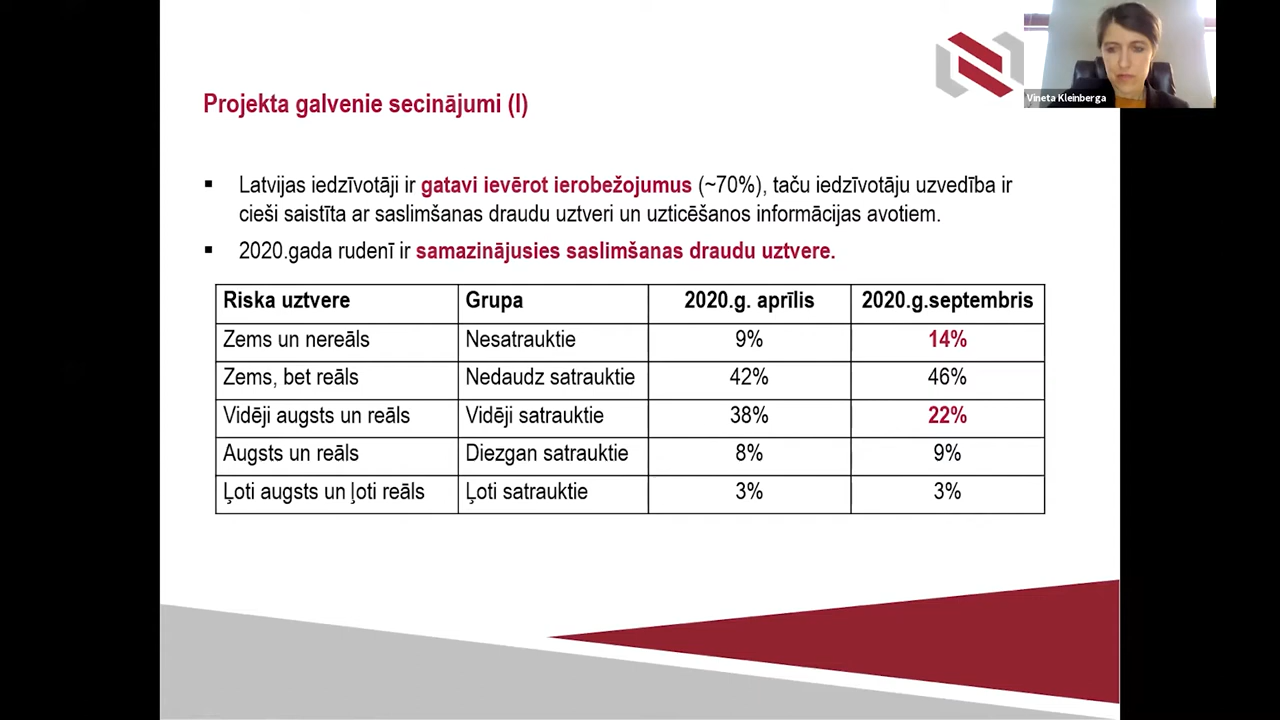 Vineta Kleinberga
Projekta galvenie secinājumi (I)
▪ Latvijas iedzīvotāji ir gatavi ievērot ierobežojumus (~70%), taču iedzīvotāju uzvedība ir
cieši saistīta ar saslimšanas draudu uztveri un uzticēšanos informācijas avotiem.
▪ 2020.gada rudenī ir samazinājusies saslimšanas draudu uztvere.
Riska uztvere Grupa 2020.g. aprīlis 2020.g.septembris
Zems un nereāls Nesatrauktie 9% 14%
Zems, bet reāls Nedaudz satrauktie 42% 46%
Vidēji augsts un reāls Vidēji satrauktie 38% 22%
Augsts un reāls Diezgan satrauktie 8% 9%
Ļoti augsts un ļoti reāls Ļoti satrauktie 3% 3%